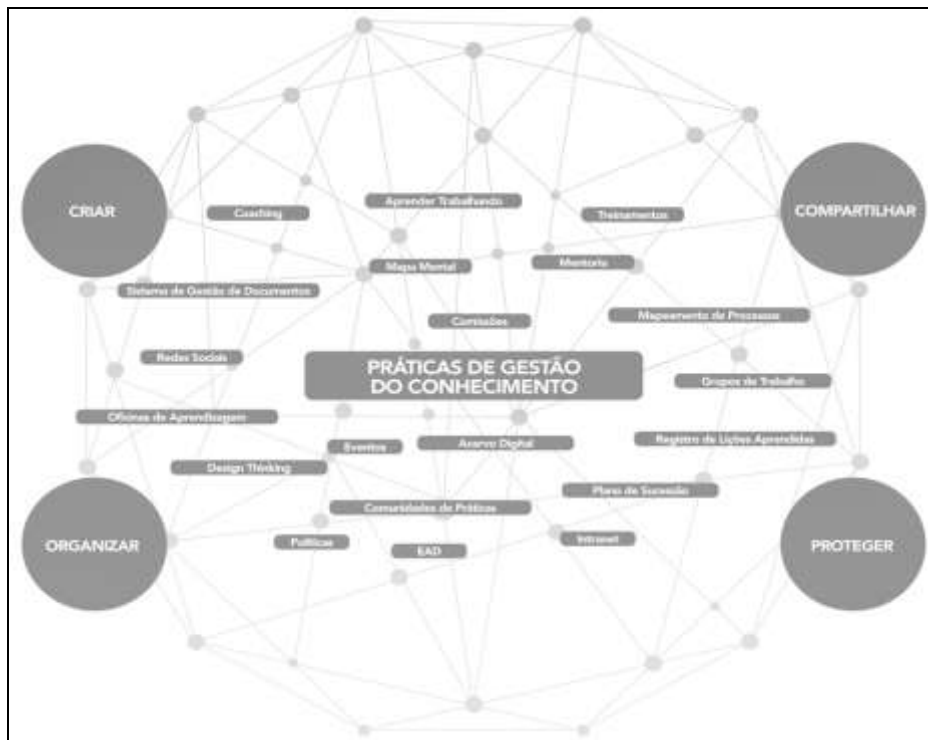 CRIAR
COMPARTILHAR
Coaching
Aprender Trabalhando
Treinamentos
Mapa Mental
Mentoria
Sistema de Gestão de Documentos
Comissões
Mapeamento de Processos
Redes Sociais
PRÁTICAS DE GESTÃO
DO CONHECIMENTO
Grupos de Trabalho
Oficinas de Aprendizagem
Eventos
Acervo Digital
Registro de Lições Aprendidas
Design Thinking
Plano de Sucessão
Comunidades de Práticas
ORGANIZAR
Políticas
EAD
Intranet
PROTEGER